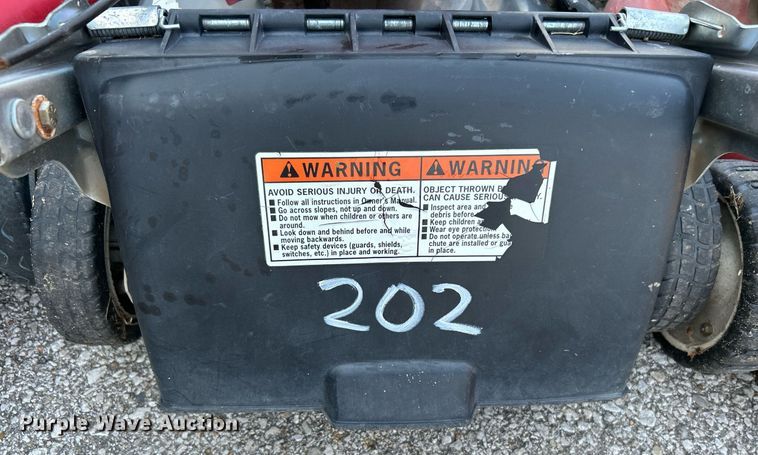 WARNING
AVOID SERIOUS INJURY OR DEATH.
■ Follow all instructions in Owner's Manual.
■ Go across slopes, not up and down.
■ Do not mow when children or others are
around.
■ Look down and behind before and while
moving backwards.
■ Keep safety devices (guards, shields,
switches, etc.) in place and working.
WARNING
OBJECT THROWN
CAN CAUSE SERIOUS
■ Inspect area and
debris before
■ Keep children
■ Wear eye protection
■ Do not operate unless
chute are installed or
in place.
202
Purple Wave Auction